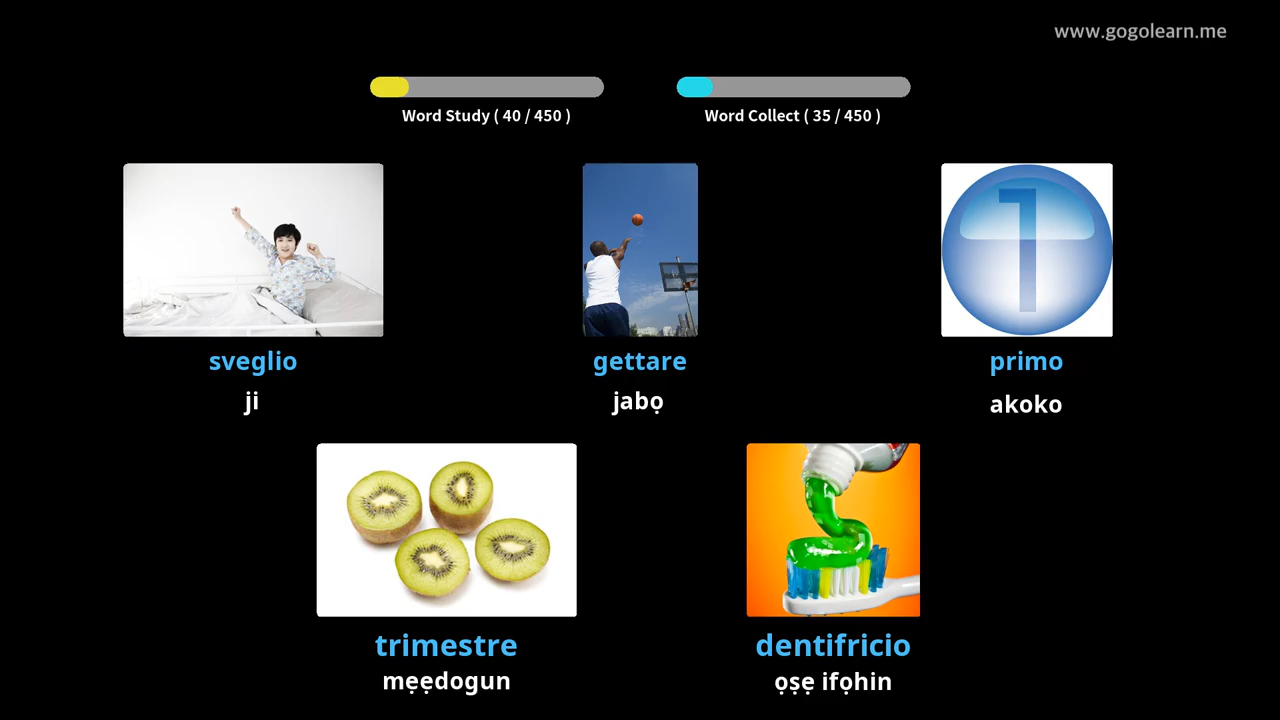 www.gogolearn.me
Word Study ( 40 / 450 )
Word Collect ( 35 / 450 )
sveglio
ji
gettare
jabọ
1
primo
akoko
trimestre
mẹẹdogun
dentifricio
ọṣẹ ifọhin